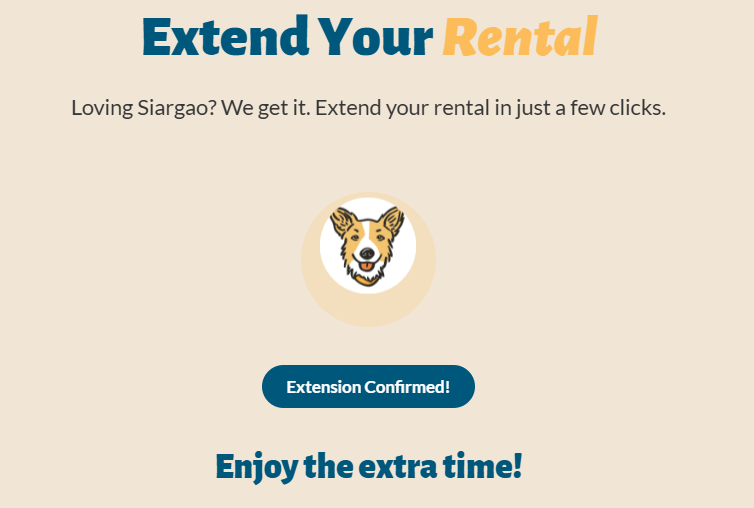 Extend Your Rental
Loving Siargao? We get it. Extend your rental in just a few clicks.
Extension Confirmed!
Enjoy the extra time!